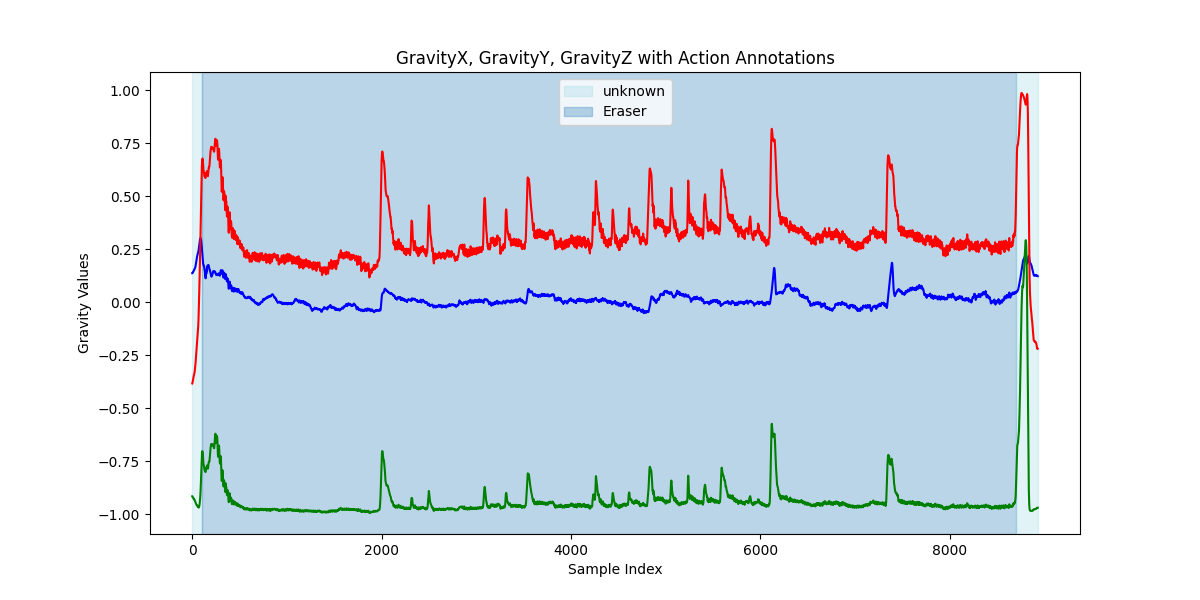 GravityX, GravityY, GravityZ with Action Annotations
unknown
Eraser
Gravity Values
1.00
0.75
0.50
0.25
0.00
−0.25
−0.50
−0.75
−1.00
0 2000 4000 6000 8000
Sample Index